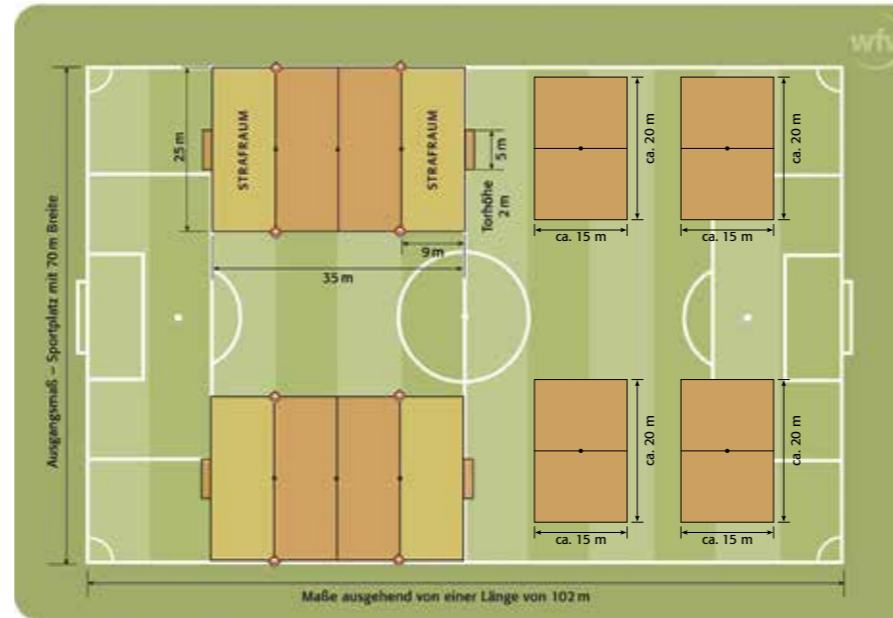 wfv
Ausgangsmaß – Sportplatz mit 70 m Breite
25 m
STRAFRAUM
STRAFRAUM
5 m
Torhöhe
2 m
9 m
35 m
ca. 20 m
ca. 15 m
ca. 20 m
ca. 15 m
ca. 20 m
ca. 15 m
ca. 20 m
ca. 15 m
Maße ausgehend von einer Länge von 102 m